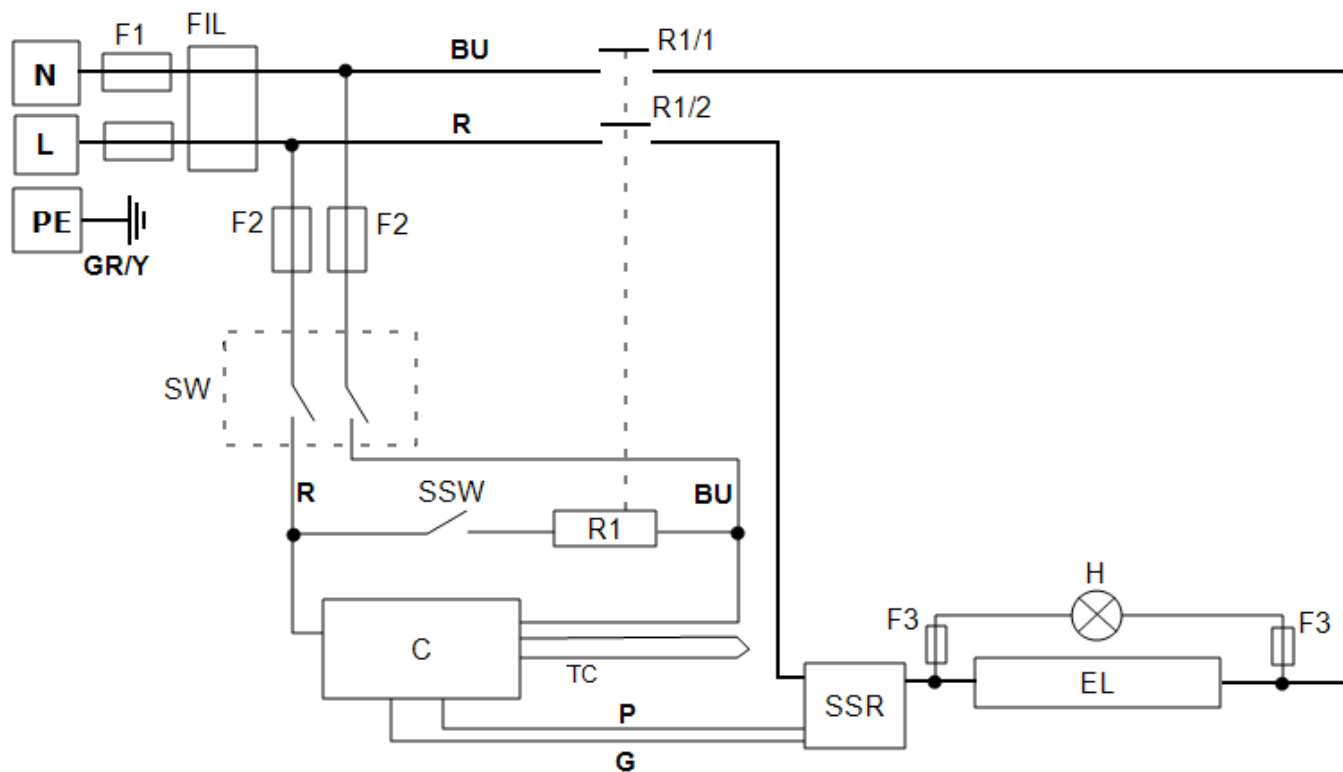 F1 FIL
N BU R1/1
L R R1/2
PE
GR/Y
F2 F2
SW
R SSW BU
R1
C
TC
P
G
SSR
F3 H F3
EL